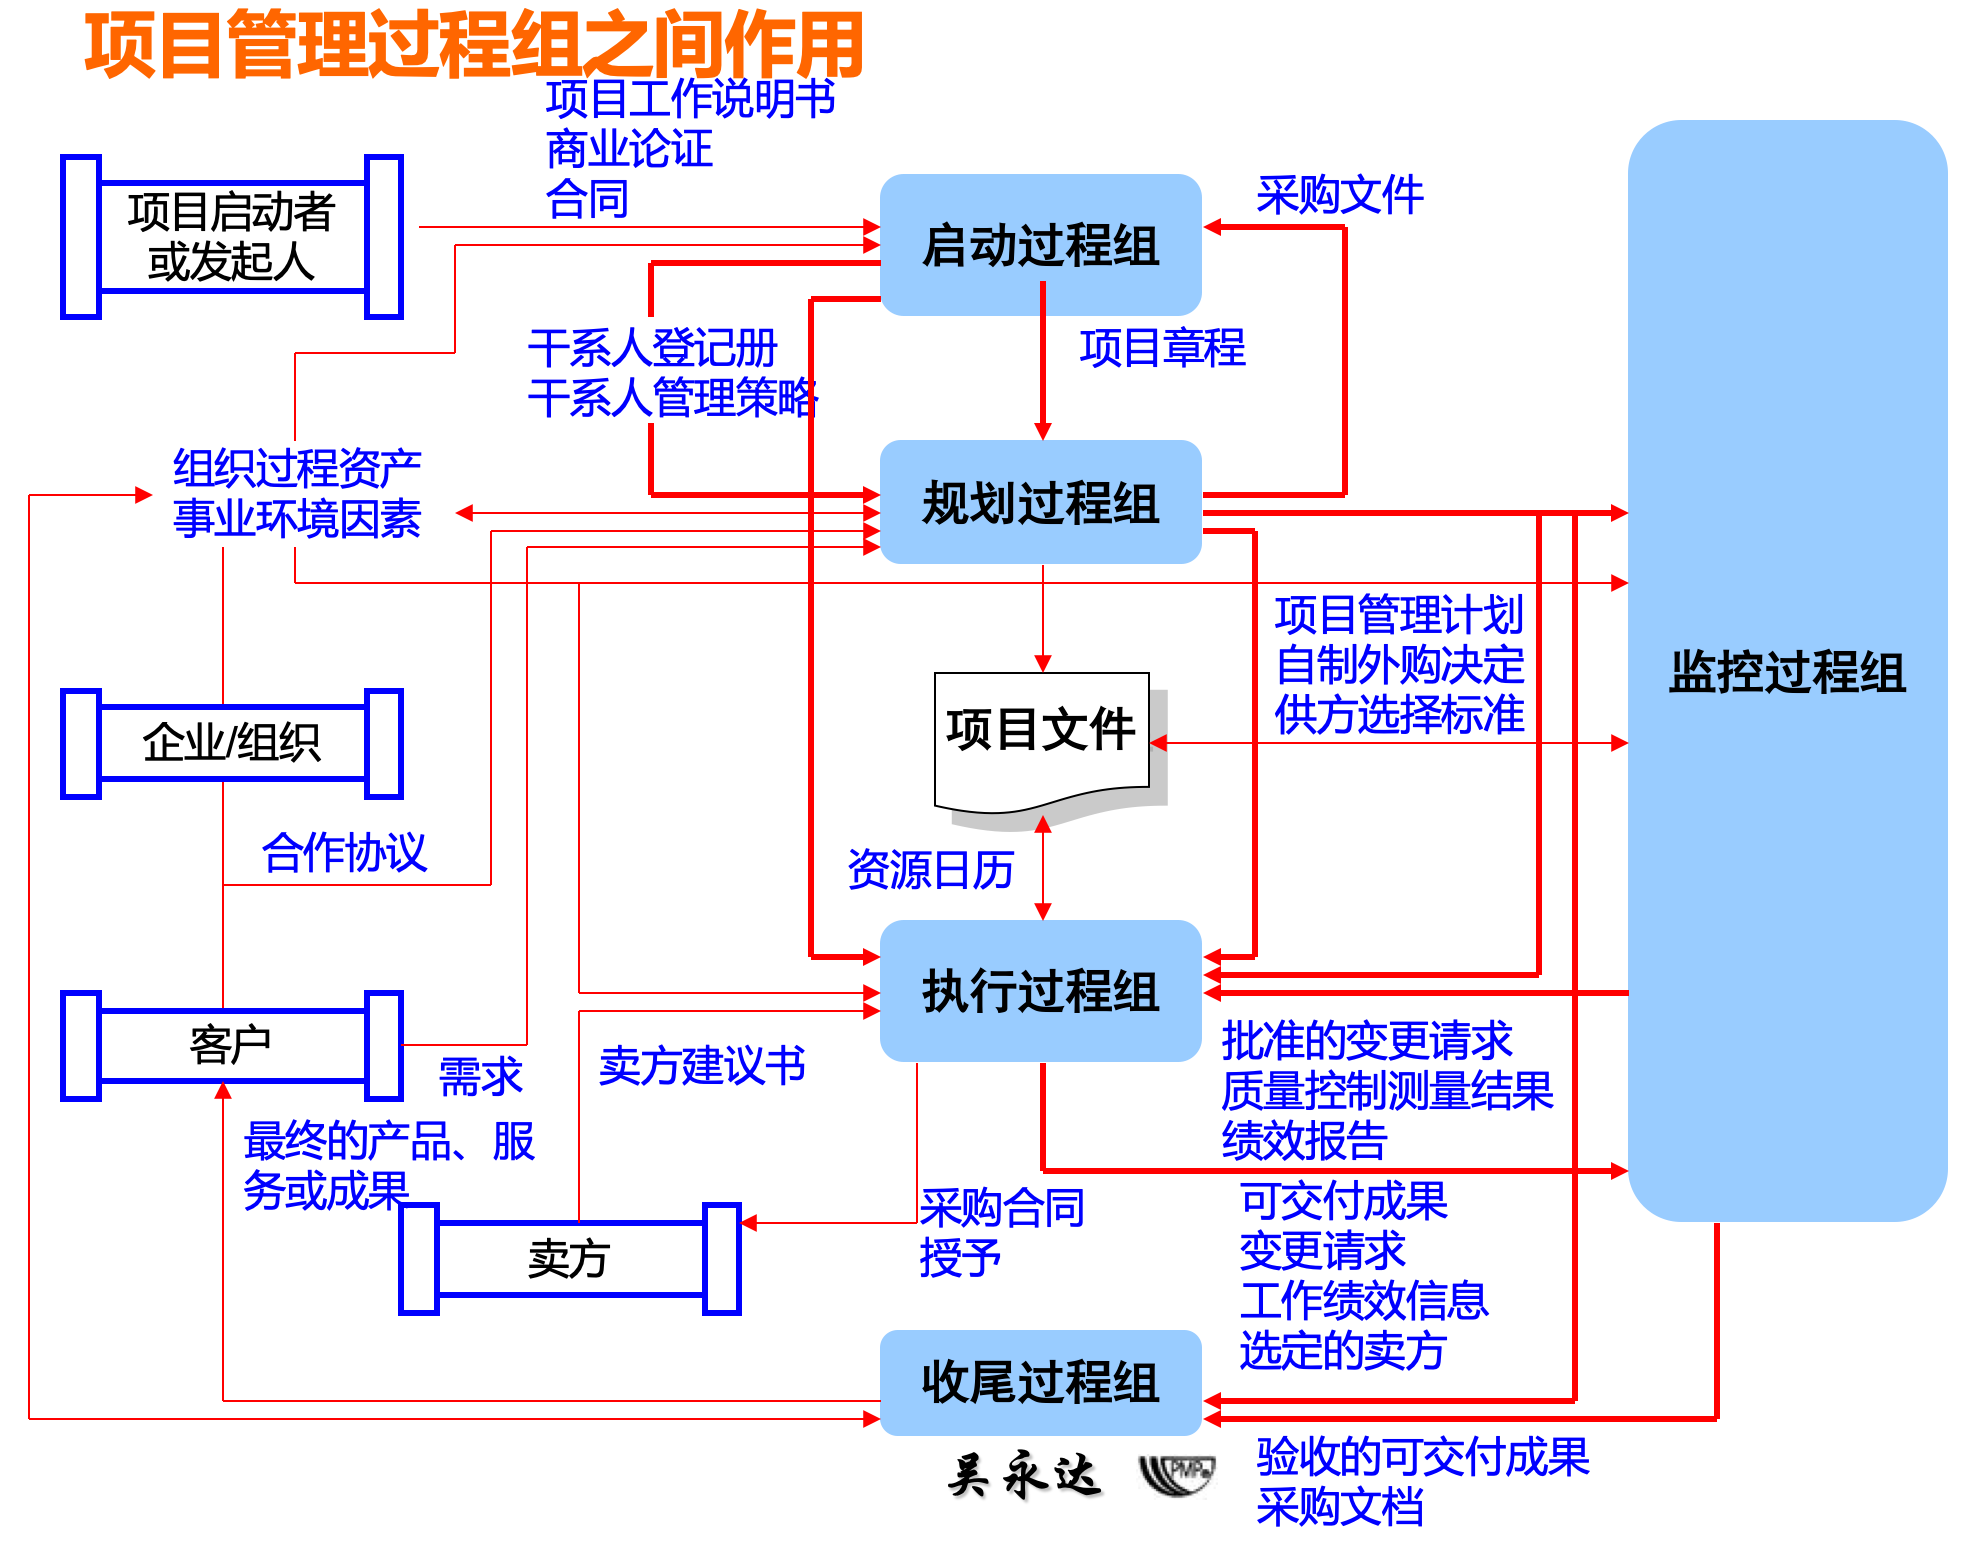 项目管理过程组之间作用
项目工作说明书
商业论证
合同
项目启动者
或发起人
启动过程组
采购文件
干系人登记册
干系人管理策略
项目章程
组织过程资产
事业环境因素
规划过程组
项目管理计划
自制外购决定
供方选择标准
监控过程组
企业/组织
项目文件
合作协议
资源日历
执行过程组
客户
需求
卖方建议书
批准的变更请求
质量控制测量结果
绩效报告
最终的产品、服
务或成果
采购合同
授予
卖方
可交付成果
变更请求
工作绩效信息
选定的卖方
收尾过程组
验收的可交付成果
采购文档
吴永达
PMP®